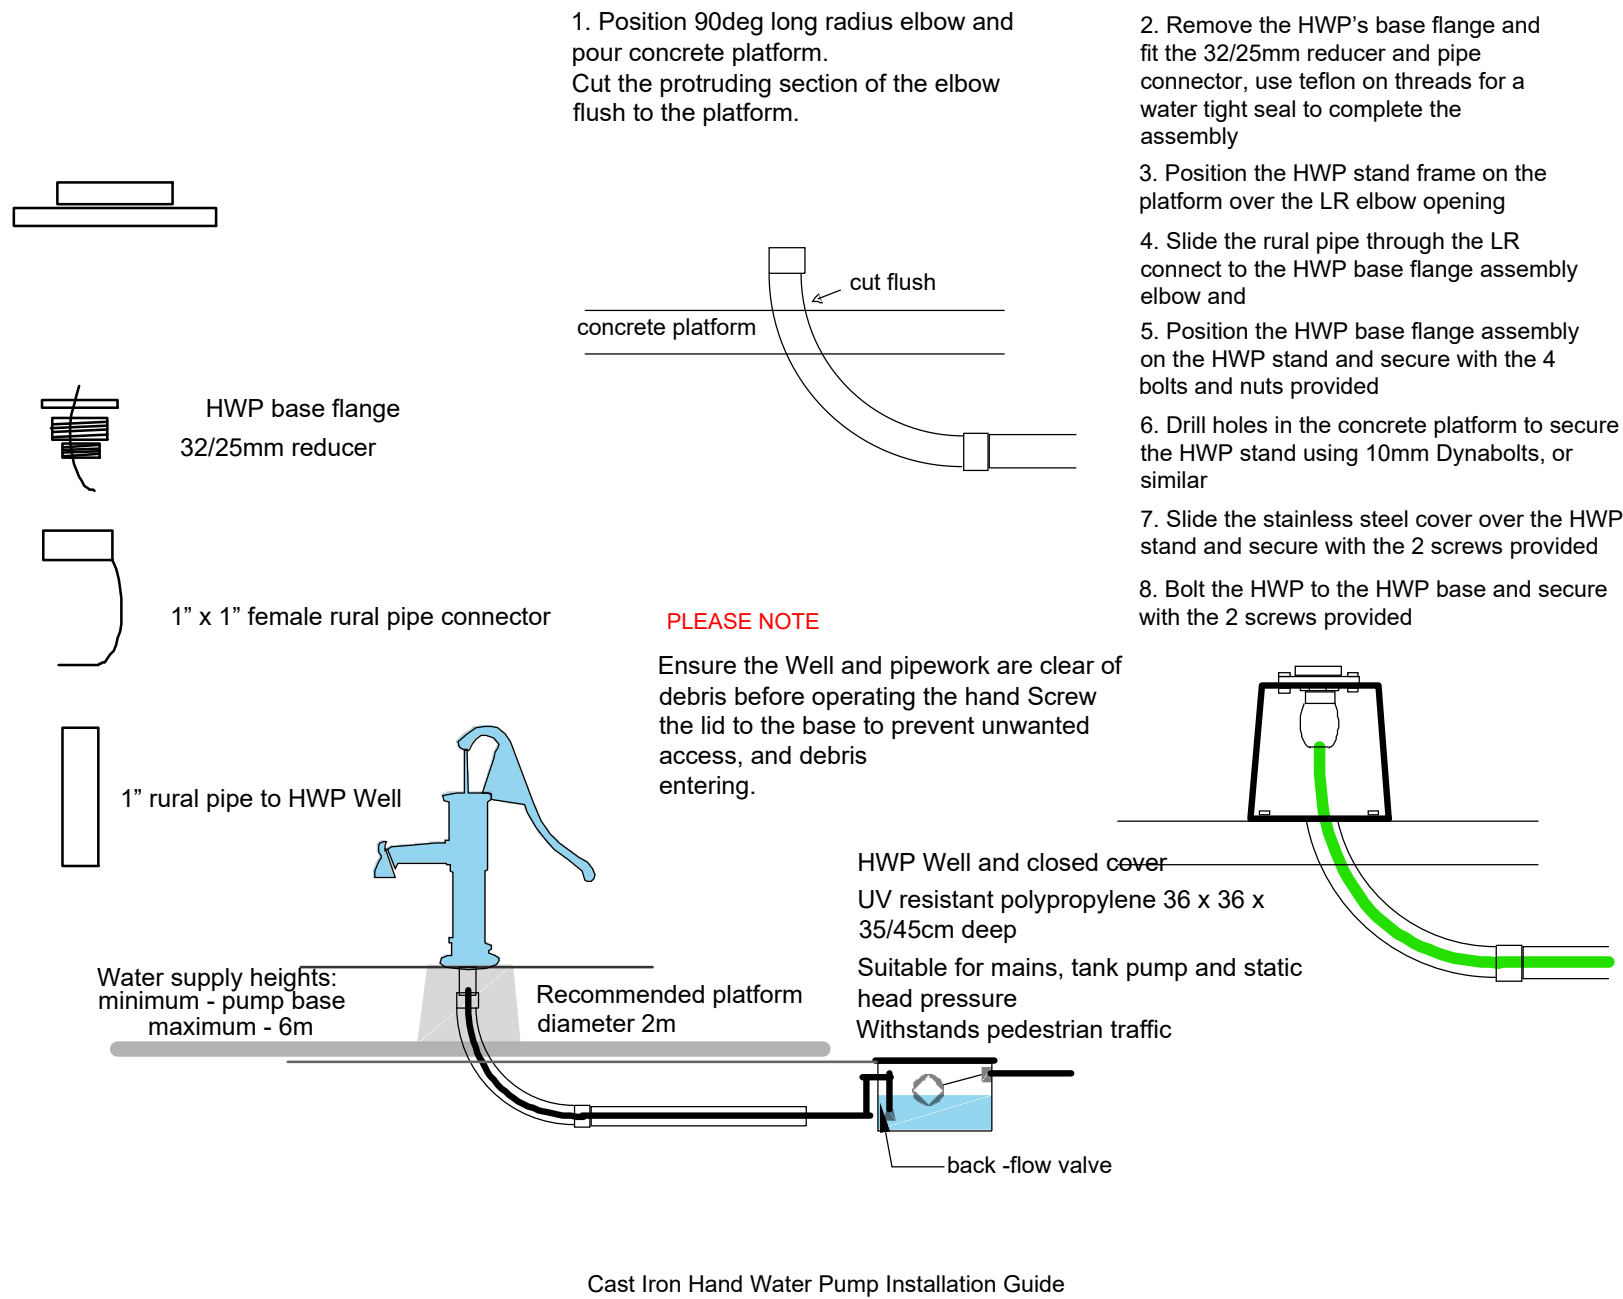 1. Position 90deg long radius elbow and
pour concrete platform.
Cut the protruding section of the elbow
flush to the platform.
2. Remove the HWP’s base flange and
fit the 32/25mm reducer and pipe
connector, use teflon on threads for a
water tight seal to complete the
assembly
3. Position the HWP stand frame on the
platform over the LR elbow opening
4. Slide the rural pipe through the LR
connect to the HWP base flange assembly
elbow and
5. Position the HWP base flange assembly
on the HWP stand and secure with the 4
bolts and nuts provided
6. Drill holes in the concrete platform to secure
the HWP stand using 10mm Dynabolts, or
similar
7. Slide the stainless steel cover over the HWP
stand and secure with the 2 screws provided
8. Bolt the HWP to the HWP base and secure
with the 2 screws provided
cut flush
concrete platform
HWP base flange
32/25mm reducer
1” x 1” female rural pipe connector
1” rural pipe to HWP Well
PLEASE NOTE
Ensure the Well and pipework are clear of
debris before operating the hand Screw
the lid to the base to prevent unwanted
access, and debris
entering.
HWP Well and closed cover
UV resistant polypropylene 36 x 36 x
35/45cm deep
Suitable for mains, tank pump and static
head pressure
Withstands pedestrian traffic
Water supply heights:
minimum - pump base
maximum - 6m
Recommended platform
diameter 2m
back -flow valve
Cast Iron Hand Water Pump Installation Guide